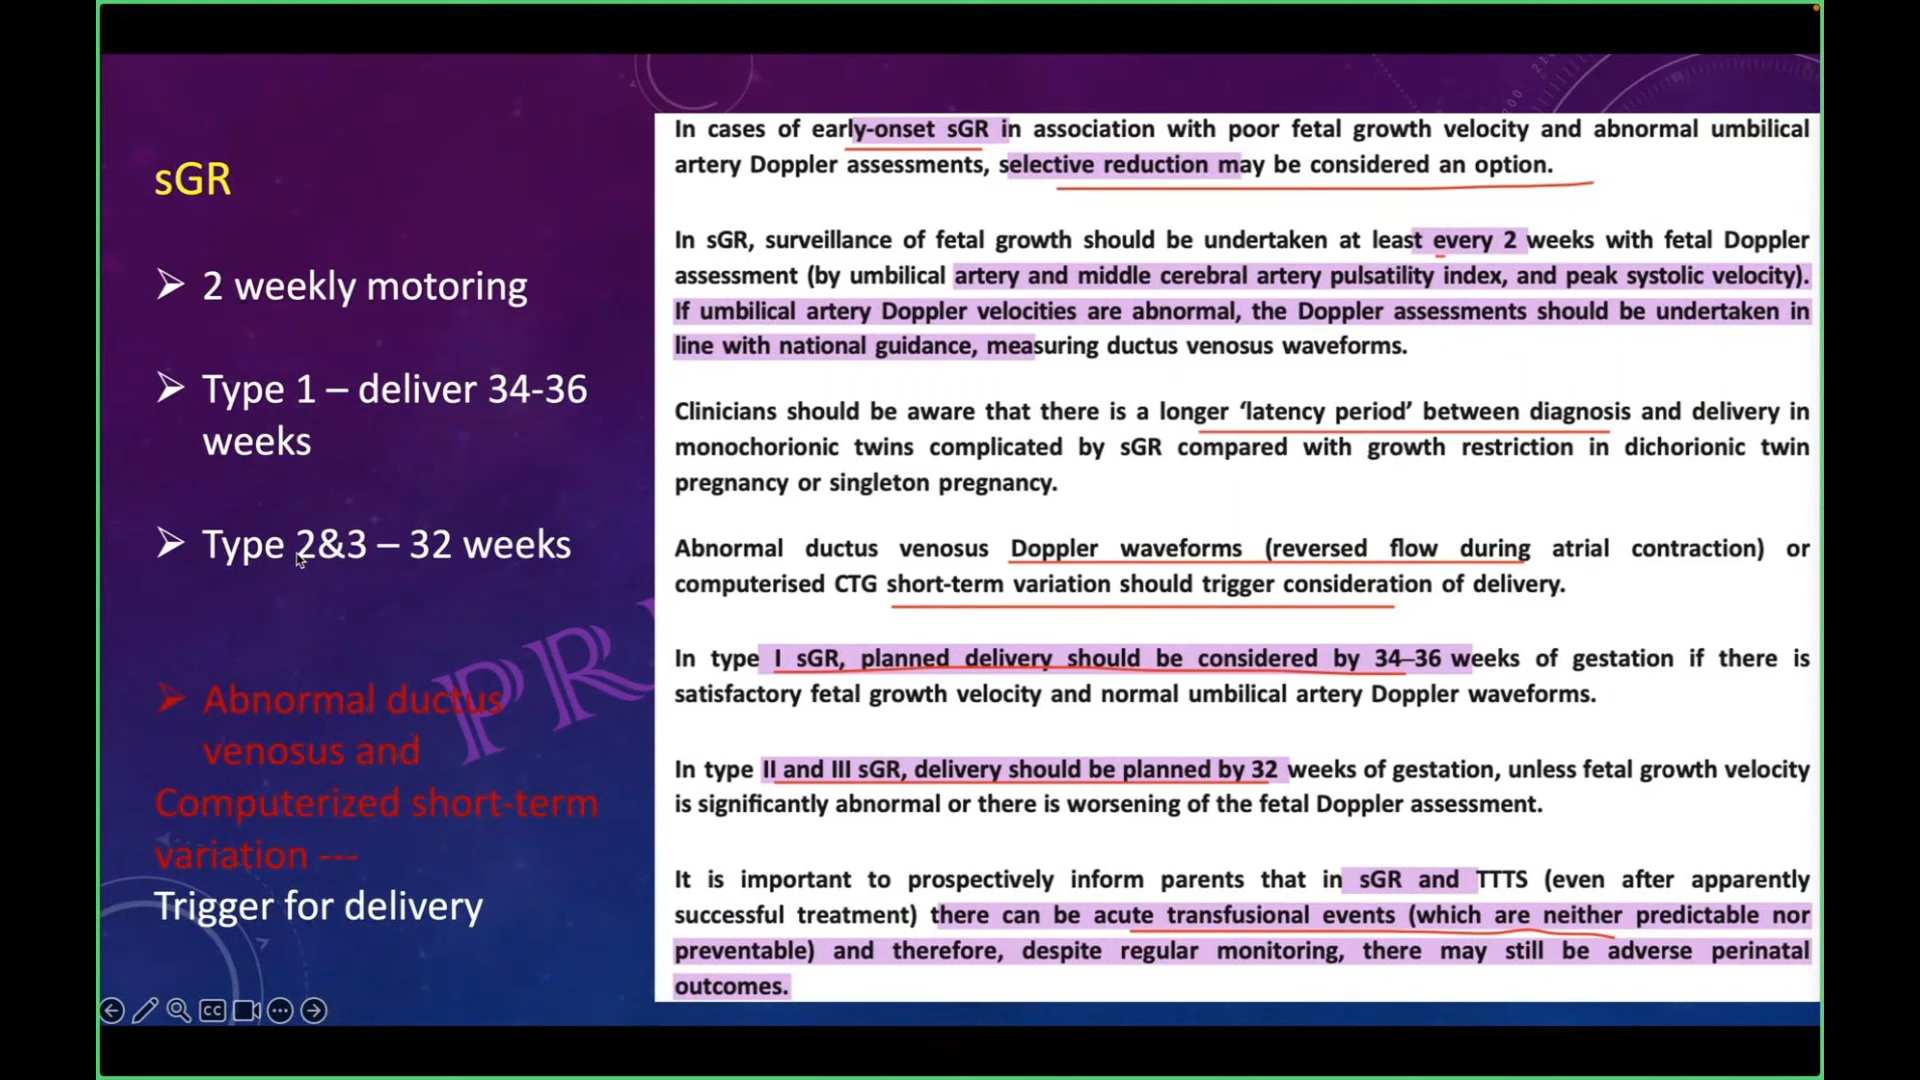 sGR
➢ 2 weekly motoring
➢ Type 1 – deliver 34-36
weeks
➢ Type 2&3 – 32 weeks
➢ Abnormal ductus
venosus and
Computerized short-term
variation ---
Trigger for delivery
In cases of early-onset sGR in association with poor fetal growth velocity and abnormal umbilical
artery Doppler assessments, selective reduction may be considered an option.
In sGR, surveillance of fetal growth should be undertaken at least every 2 weeks with fetal Doppler
assessment (by umbilical artery and middle cerebral artery pulsatility index, and peak systolic velocity).
If umbilical artery Doppler velocities are abnormal, the Doppler assessments should be undertaken in
line with national guidance, measuring ductus venosus waveforms.
Clinicians should be aware that there is a longer ‘latency period’ between diagnosis and delivery in
monochorionic twins complicated by sGR compared with growth restriction in dichorionic twin
pregnancy or singleton pregnancy.
Abnormal ductus venosus Doppler waveforms (reversed flow during atrial contraction) or
computerised CTG short-term variation should trigger consideration of delivery.
In type I sGR, planned delivery should be considered by 34–36 weeks of gestation if there is
satisfactory fetal growth velocity and normal umbilical artery Doppler waveforms.
In type II and III sGR, delivery should be planned by 32 weeks of gestation, unless fetal growth velocity
is significantly abnormal or there is worsening of the fetal Doppler assessment.
It is important to prospectively inform parents that in sGR and TTTS (even after apparently
successful treatment) there can be acute transfusional events (which are neither predictable nor
preventable) and therefore, despite regular monitoring, there may still be adverse perinatal
outcomes.
PR
CC